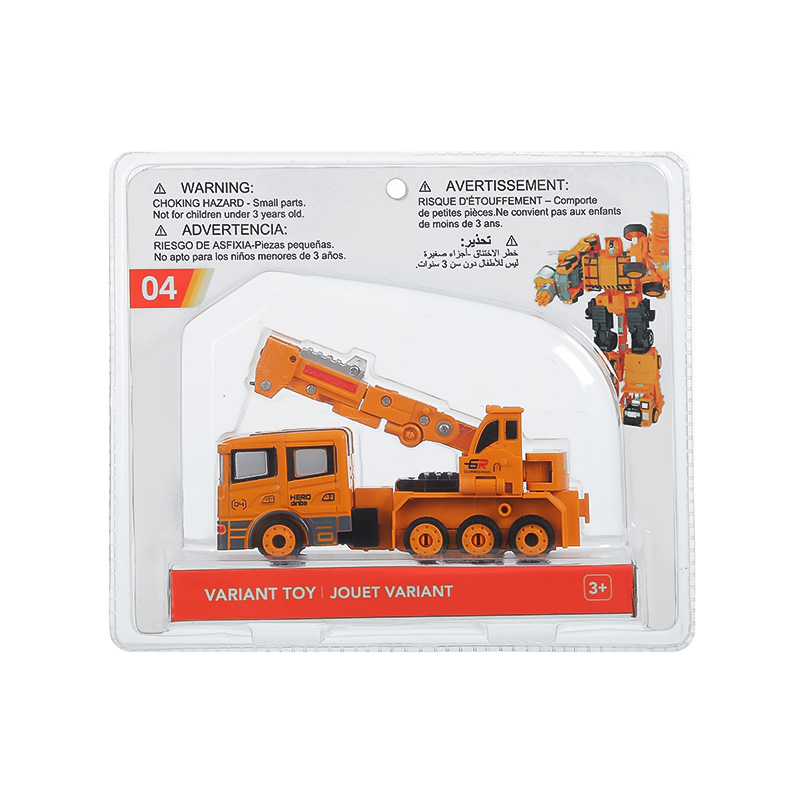 ⚠ WARNING:
CHOKING HAZARD - Small parts.
Not for children under 3 years old.
⚠ ADVERTENCIA:
RIESGO DE ASFIXIA-Piezas pequeñas.
No apto para los niños menores de 3 años.
⚠ AVERTISSEMENT:
RISQUE D'ÉTOUFFEMENT – Comporte
de petites pièces.Ne convient pas aux enfants
de moins de 3 ans.
⚠ تحذير:
خطر الإختناق -أجزاء صغيرة
ليس للأطفال دون سن 3 سنوات.
04
GR
HERO
(04)
VARIANT TOY | JOUET VARIANT
3+